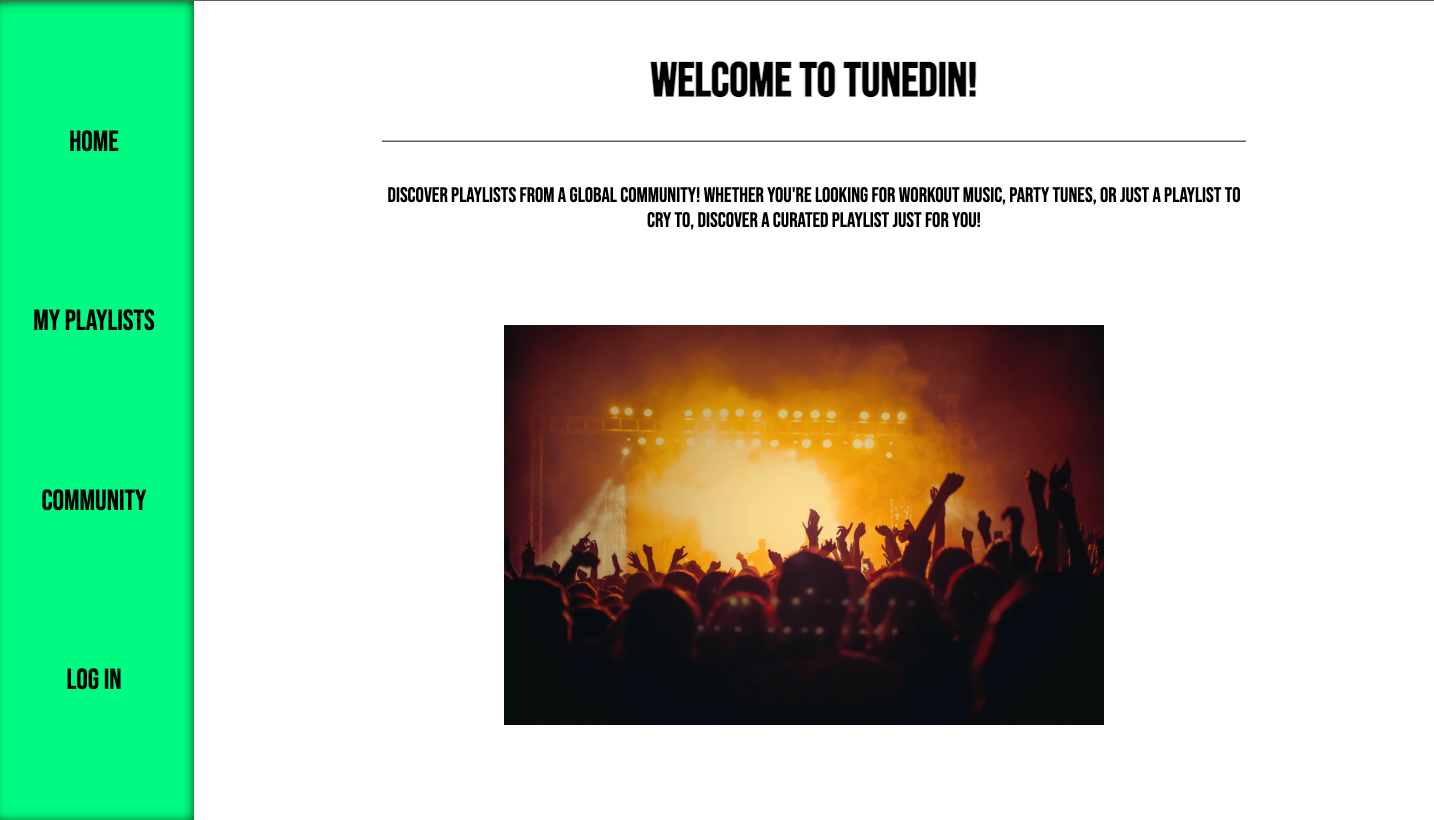 HOME
MY PLAYLISTS
COMMUNITY
LOG IN
WELCOME TO TUNEDIN!
DISCOVER PLAYLISTS FROM A GLOBAL COMMUNITY! WHETHER YOU'RE LOOKING FOR WORKOUT MUSIC, PARTY TUNES, OR JUST A PLAYLIST TO
CRY TO, DISCOVER A CURATED PLAYLIST JUST FOR YOU!